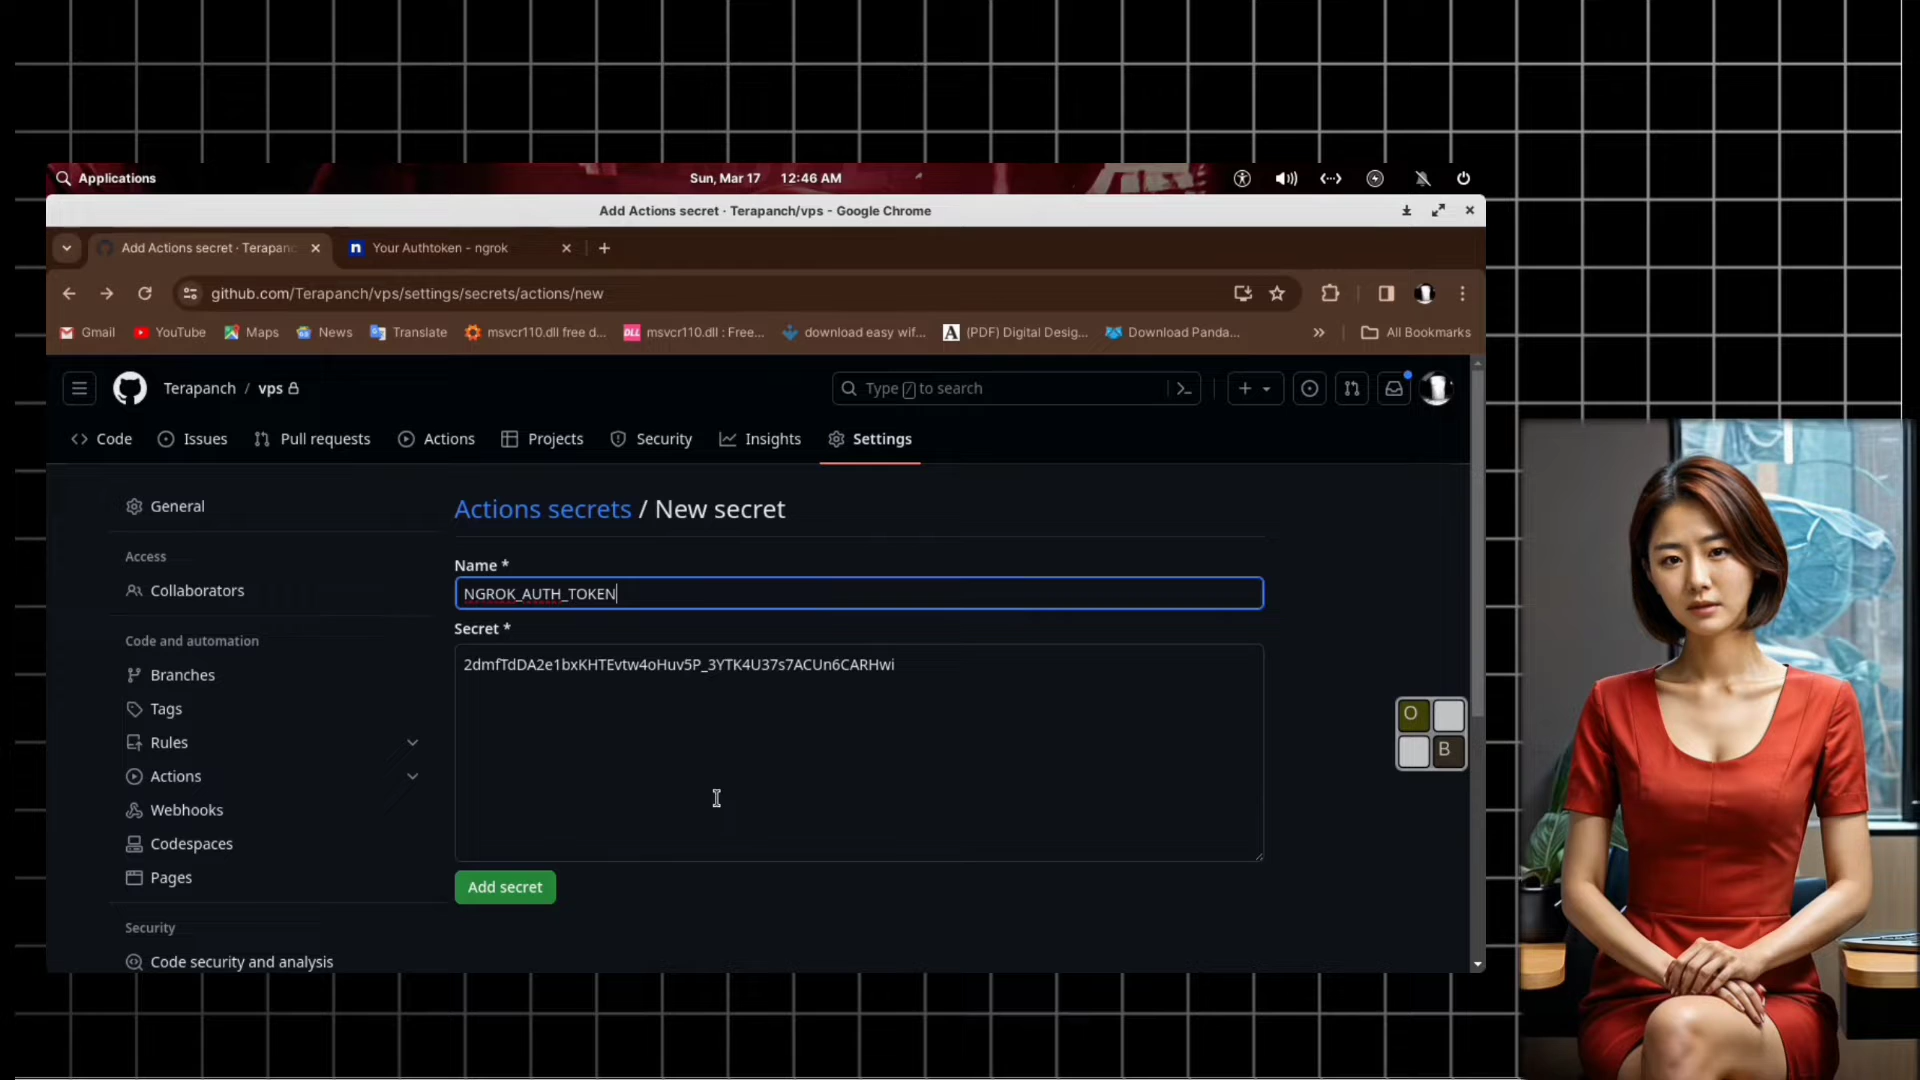 Applications
Sun, Mar 17 12:46 AM
Add Actions secret · Terapanch/vps - Google Chrome
Add Actions secret · Terapanc
Your Authtoken - ngrok
github.com/Terapanch/vps/settings/secrets/actions/new
Gmail
YouTube
Maps
News
Translate
msvcr110.dll free d...
DLL
msvcr110.dll : Free...
download easy wif...
A
(PDF) Digital Desig...
Download Panda...
All Bookmarks
Terapanch / vps
Type / to search
Code
Issues
Pull requests
Actions
Projects
Security
Insights
Settings
General
Access
Collaborators
Code and automation
Branches
Tags
Rules
Actions
Webhooks
Codespaces
Pages
Security
Code security and analysis
Actions secrets / New secret
Name *
NGROK_AUTH_TOKEN
Secret *
2dmfTdDA2e1bxKHTEvtw4oHuv5P_3YTK4U37s7ACUn6CARHwi
Add secret
O
B